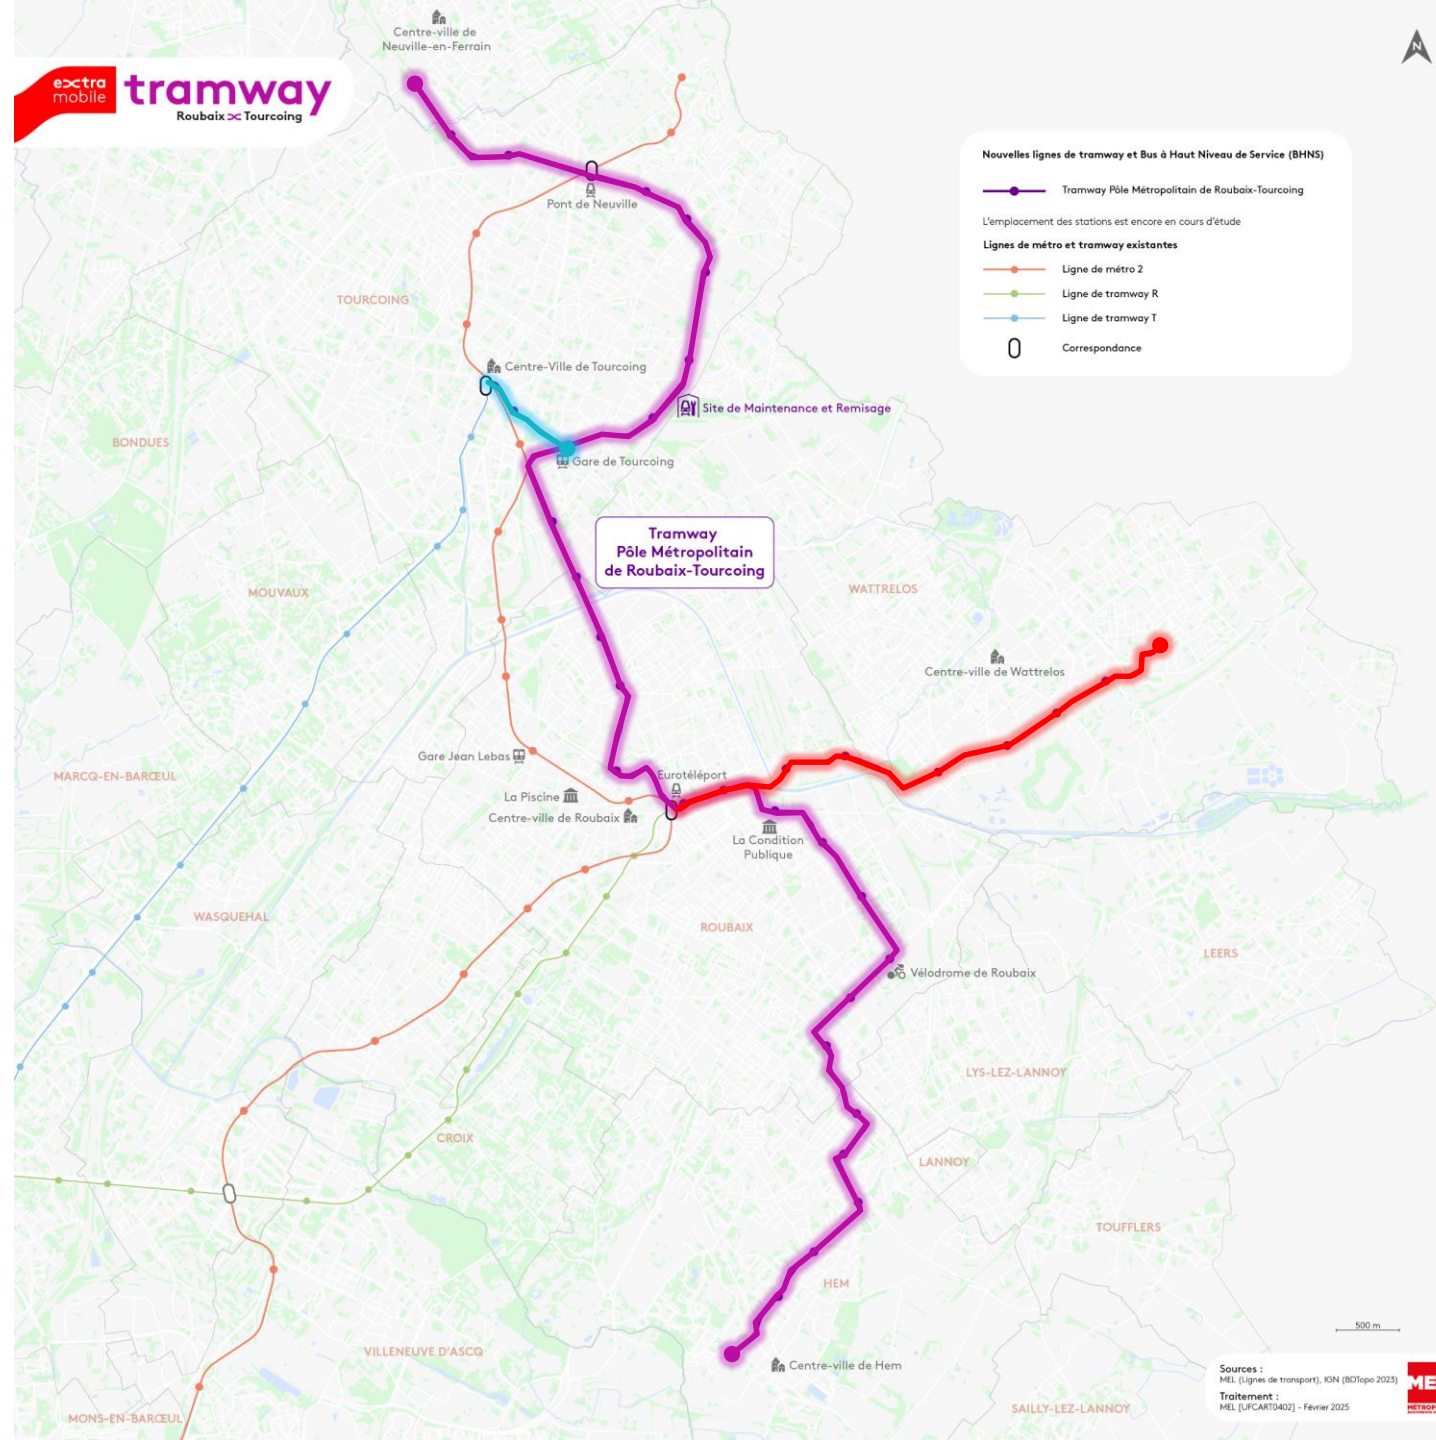 Centre-ville de
Neuville-en-Ferrain
N
extra
mobile
tramway
Roubaix Tourcoing
Nouvelles lignes de tramway et Bus à Haut Niveau de Service (BHNS)
Tramway Pôle Métropolitain de Roubaix-Tourcoing
L'emplacement des stations est encore en cours d'étude
Lignes de métro et tramway existantes
Ligne de métro 2
Ligne de tramway R
Ligne de tramway T
Correspondance
Pont de Neuville
TOURCOING
Centre-Ville de Tourcoing
Site de Maintenance et Remisage
BONDUES
Gare de Tourcoing
Tramway
Pôle Métropolitain
de Roubaix-Tourcoing
MOUVAUX
WATTRELOS
Centre-ville de Wattrelos
Gare Jean Lebas
MARCQ-EN-BARŒUL
Eurotéléport
La Piscine
Centre-ville de Roubaix
La Condition
Publique
WASQUEHAL
ROUBAIX
LEERS
Vélodrome de Roubaix
LYS-LEZ-LANNOY
CROIX
LANNOY
TOUFFLERS
HEM
500 m
VILLENEUVE D'ASCQ
Centre-ville de Hem
Sources :
MEL (Lignes de transport), IGN (BDTopo 2023)
Traitement :
MEL [UFCART0402] - Février 2025
ME
MÉTROP
MONS-EN-BARŒUL
SAILLY-LEZ-LANNOY